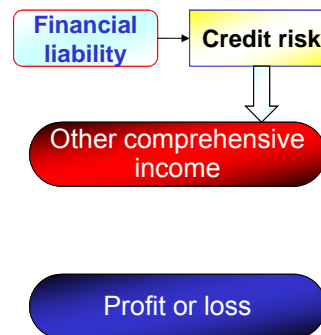 Financial
liability
Credit risk
Other comprehensive
income
Profit or loss